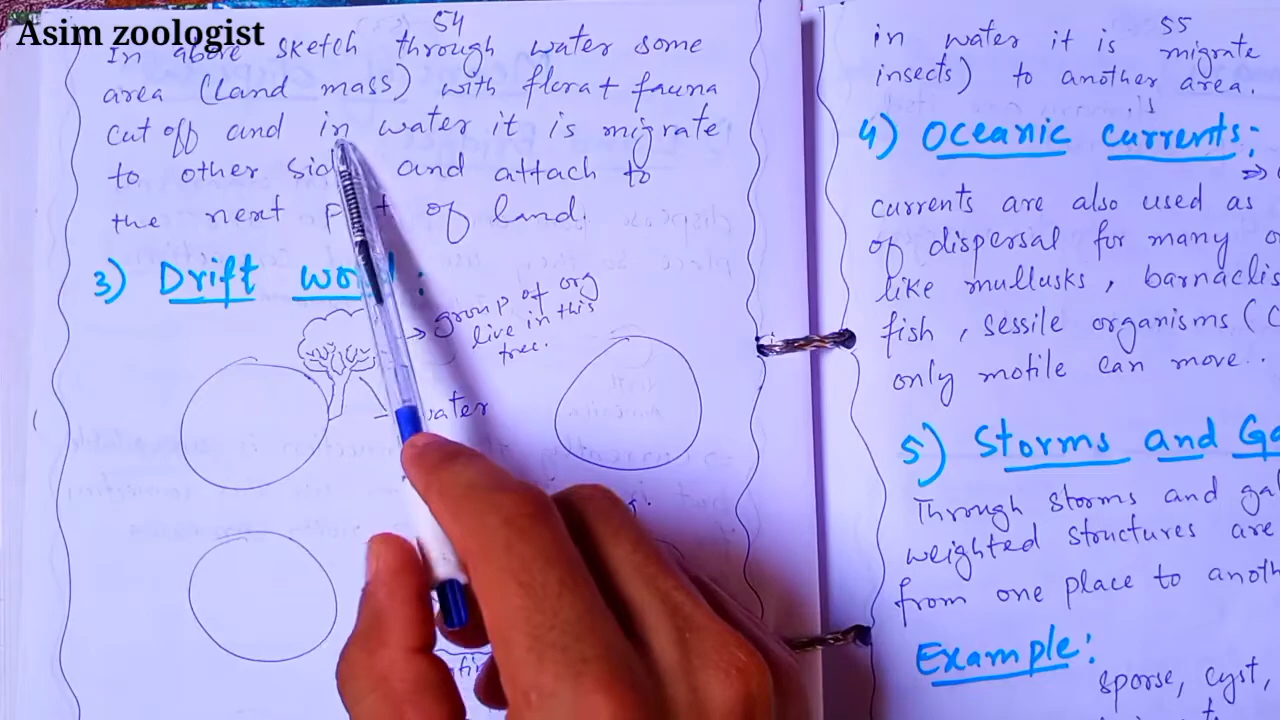 Asim zoologist
54
In above sketch through water some
area (Land mass) with flora + fauna
cut off and in water it is migrate
to other sid and attach to
the next p t of land.
3) Drift wo :
→ group of org
live in this
tree.
water
55
in water it is migrate
insects) to another area.
4) Oceanic currents:
currents are also used as
of dispersal for many
like mullusks, barnaclis
fish, sessile organisms (
only motile can move..
5) Storms and Ga
Through storms and gal
weighted structures are
from one place to anoth
Example:
sporse, cyst,